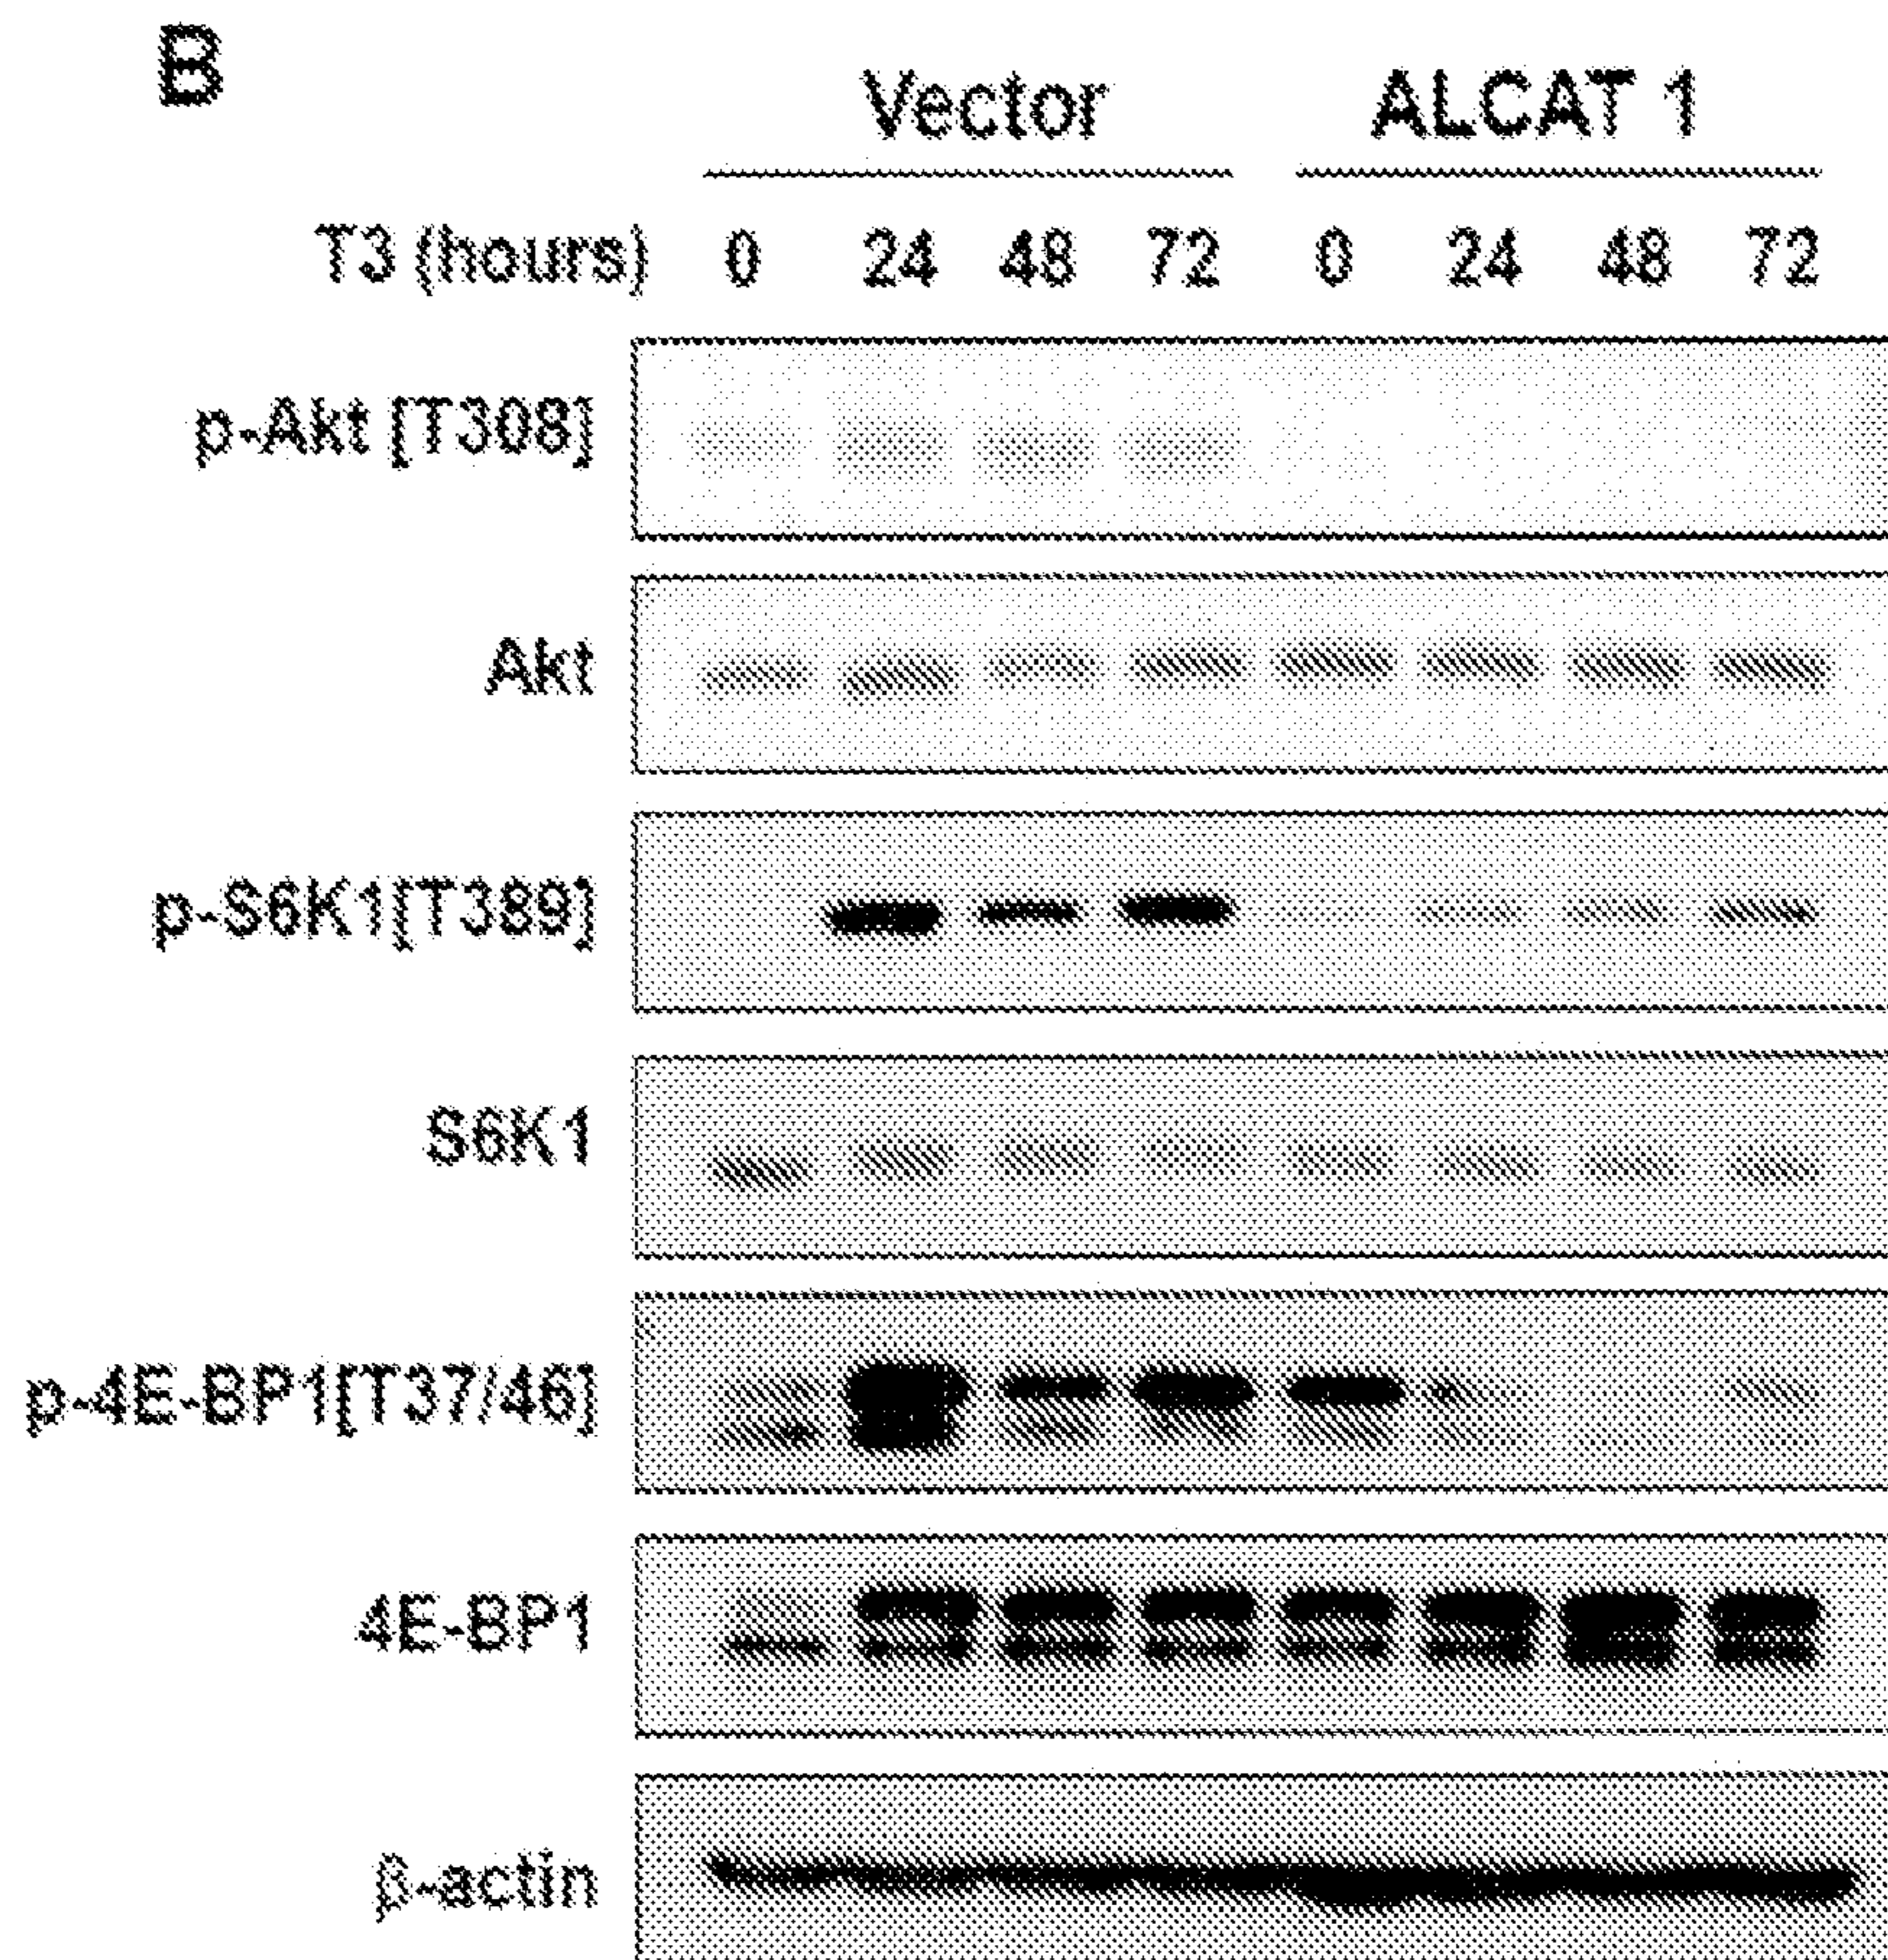 B
Vector ALCAT 1
T3 (hours) 0 24 48 72 0 24 48 72
p-Akt [T308]
Akt
p-S6K1[T389]
S6K1
p-4E-BP1[T37/46]
4E-BP1
β-actin